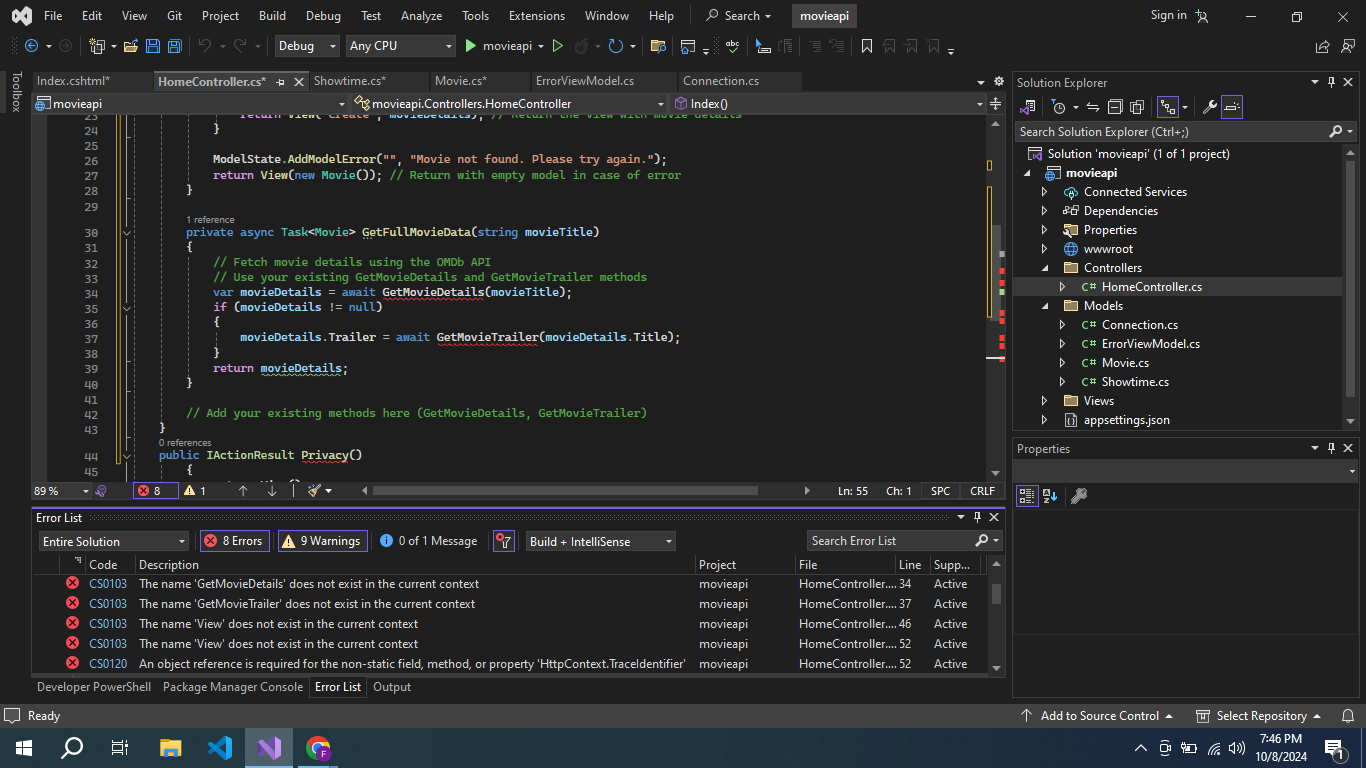 File Edit View Git Project Build Debug Test Analyze Tools Extensions Window Help Search movieapi Sign in
Debug Any CPU movieapi
Toolbox
Index.cshtml* HomeController.cs* Showtime.cs* Movie.cs* ErrorViewModel.cs Connection.cs
movieapi movieapi.Controllers.HomeController Index()
23 return View("Create", movieDetails); // Return the view with movie details
24 }
25
26 ModelState.AddModelError("", "Movie not found. Please try again.");
27 return View(new Movie()); // Return with empty model in case of error
28 }
29
1 reference
30 private async Task<Movie> GetFullMovieData(string movieTitle)
31 {
32 // Fetch movie details using the OMDb API
33 // Use your existing GetMovieDetails and GetMovieTrailer methods
34 var movieDetails = await GetMovieDetails(movieTitle);
35 if (movieDetails != null)
36 {
37 movieDetails.Trailer = await GetMovieTrailer(movieDetails.Title);
38 }
39 return movieDetails;
40 }
41
42 // Add your existing methods here (GetMovieDetails, GetMovieTrailer)
43 }
0 references
44 public IActionResult Privacy()
45 {
89 % 8 1 Ln: 55 Ch: 1 SPC CRLF
Error List
Entire Solution 8 Errors 9 Warnings 0 of 1 Message Build + IntelliSense Search Error List
Code Description Project File Line Supp...
CS0103 The name 'GetMovieDetails' does not exist in the current context movieapi HomeController.... 34 Active
CS0103 The name 'GetMovieTrailer' does not exist in the current context movieapi HomeController.... 37 Active
CS0103 The name 'View' does not exist in the current context movieapi HomeController.... 46 Active
CS0103 The name 'View' does not exist in the current context movieapi HomeController.... 52 Active
CS0120 An object reference is required for the non-static field, method, or property 'HttpContext.TraceIdentifier' movieapi HomeController.... 52 Active
Developer PowerShell Package Manager Console Error List Output
Solution Explorer
Search Solution Explorer (Ctrl+;)
Solution 'movieapi' (1 of 1 project)
movieapi
Connected Services
Dependencies
Properties
wwwroot
Controllers
C# HomeController.cs
Models
C# Connection.cs
C# ErrorViewModel.cs
C# Movie.cs
C# Showtime.cs
Views
appsettings.json
Properties
Ready Add to Source Control Select Repository
F
7:46 PM
10/8/2024
1